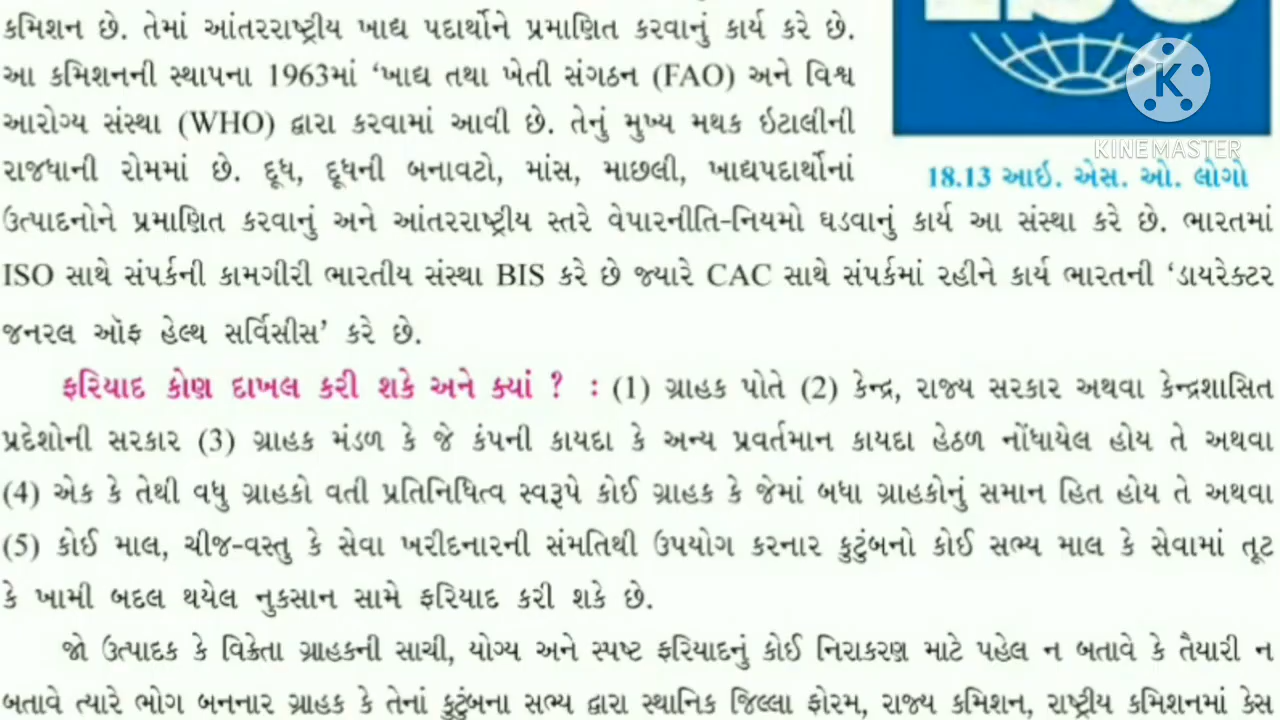 કમિશન છે. તેમાં આંતરરાષ્ટ્રીય ખાદ્ય પદાર્થોને પ્રમાણિત કરવાનું કાર્ય કરે છે.
આ કમિશનની સ્થાપના 1963માં ‘ખાદ્ય તથા ખેતી સંગઠન (FAO) અને વિશ્વ
આરોગ્ય સંસ્થા (WHO) દ્વારા કરવામાં આવી છે. તેનું મુખ્ય મથક ઇટાલીની
રાજધાની રોમમાં છે. દૂધ, દૂધની બનાવટો, માંસ, માછલી, ખાદ્યપદાર્થોનાં
K
KINEMASTER
18.13 આઇ. એસ. ઓ. લોગો
ઉત્પાદનોને પ્રમાણિત કરવાનું અને આંતરરાષ્ટ્રીય સ્તરે વેપારનીતિ-નિયમો ઘડવાનું કાર્ય આ સંસ્થા કરે છે. ભારતમાં
ISO સાથે સંપર્કની કામગીરી ભારતીય સંસ્થા BIS કરે છે જ્યારે CAC સાથે સંપર્કમાં રહીને કાર્ય ભારતની ‘ડાયરેક્ટર
જનરલ ઑફ હેલ્થ સર્વિસીસ’ કરે છે.
ફરિયાદ કોણ દાખલ કરી શકે અને ક્યાં ? : (1) ગ્રાહક પોતે (2) કેન્દ્ર, રાજ્ય સરકાર અથવા કેન્દ્રશાસિત
પ્રદેશોની સરકાર (3) ગ્રાહક મંડળ કે જે કંપની કાયદા કે અન્ય પ્રવર્તમાન કાયદા હેઠળ નોંધાયેલ હોય તે અથવા
(4) એક કે તેથી વધુ ગ્રાહકો વતી પ્રતિનિધિત્વ સ્વરૂપે કોઈ ગ્રાહક કે જેમાં બધા ગ્રાહકોનું સમાન હિત હોય તે અથવા
(5) કોઈ માલ, ચીજ-વસ્તુ કે સેવા ખરીદનારની સંમતિથી ઉપયોગ કરનાર કુટુંબનો કોઈ સભ્ય માલ કે સેવામાં તૂટ
કે ખામી બદલ થયેલ નુકસાન સામે ફરિયાદ કરી શકે છે.
જો ઉત્પાદક કે વિક્રેતા ગ્રાહકની સાચી, યોગ્ય અને સ્પષ્ટ ફરિયાદનું કોઈ નિરાકરણ માટે પહેલ ન બતાવે કે તૈયારી ન
બતાવે ત્યારે ભોગ બનનાર ગ્રાહક કે તેનાં કુટુંબના સભ્ય દ્વારા સ્થાનિક જિલ્લા ફોરમ, રાજ્ય કમિશન, રાષ્ટ્રીય કમિશનમાં કેસ